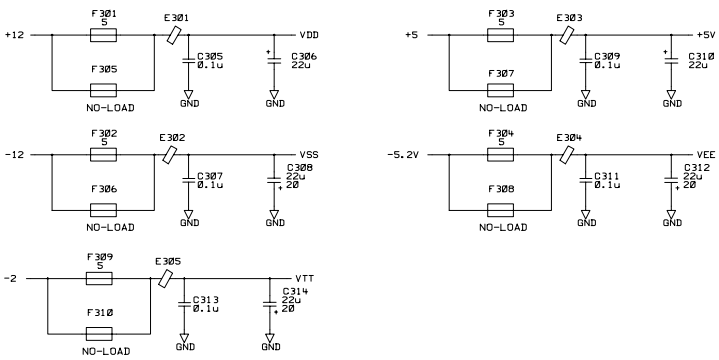 F301
5
E301
+12
VDD
C305
0.1u
+
C306
22u
F305
NO-LOAD
GND
GND
F303
5
E303
+5
+5V
C309
0.1u
+
C310
22u
F307
NO-LOAD
GND
GND
F302
5
E302
-12
VSS
C307
0.1u
C308
22u
20
+
F306
NO-LOAD
GND
GND
F304
5
E304
-5.2V
VEE
C311
0.1u
C312
22u
20
+
F308
NO-LOAD
GND
GND
F309
5
E305
-2
VTT
C313
0.1u
C314
22u
20
+
F310
NO-LOAD
GND
GND